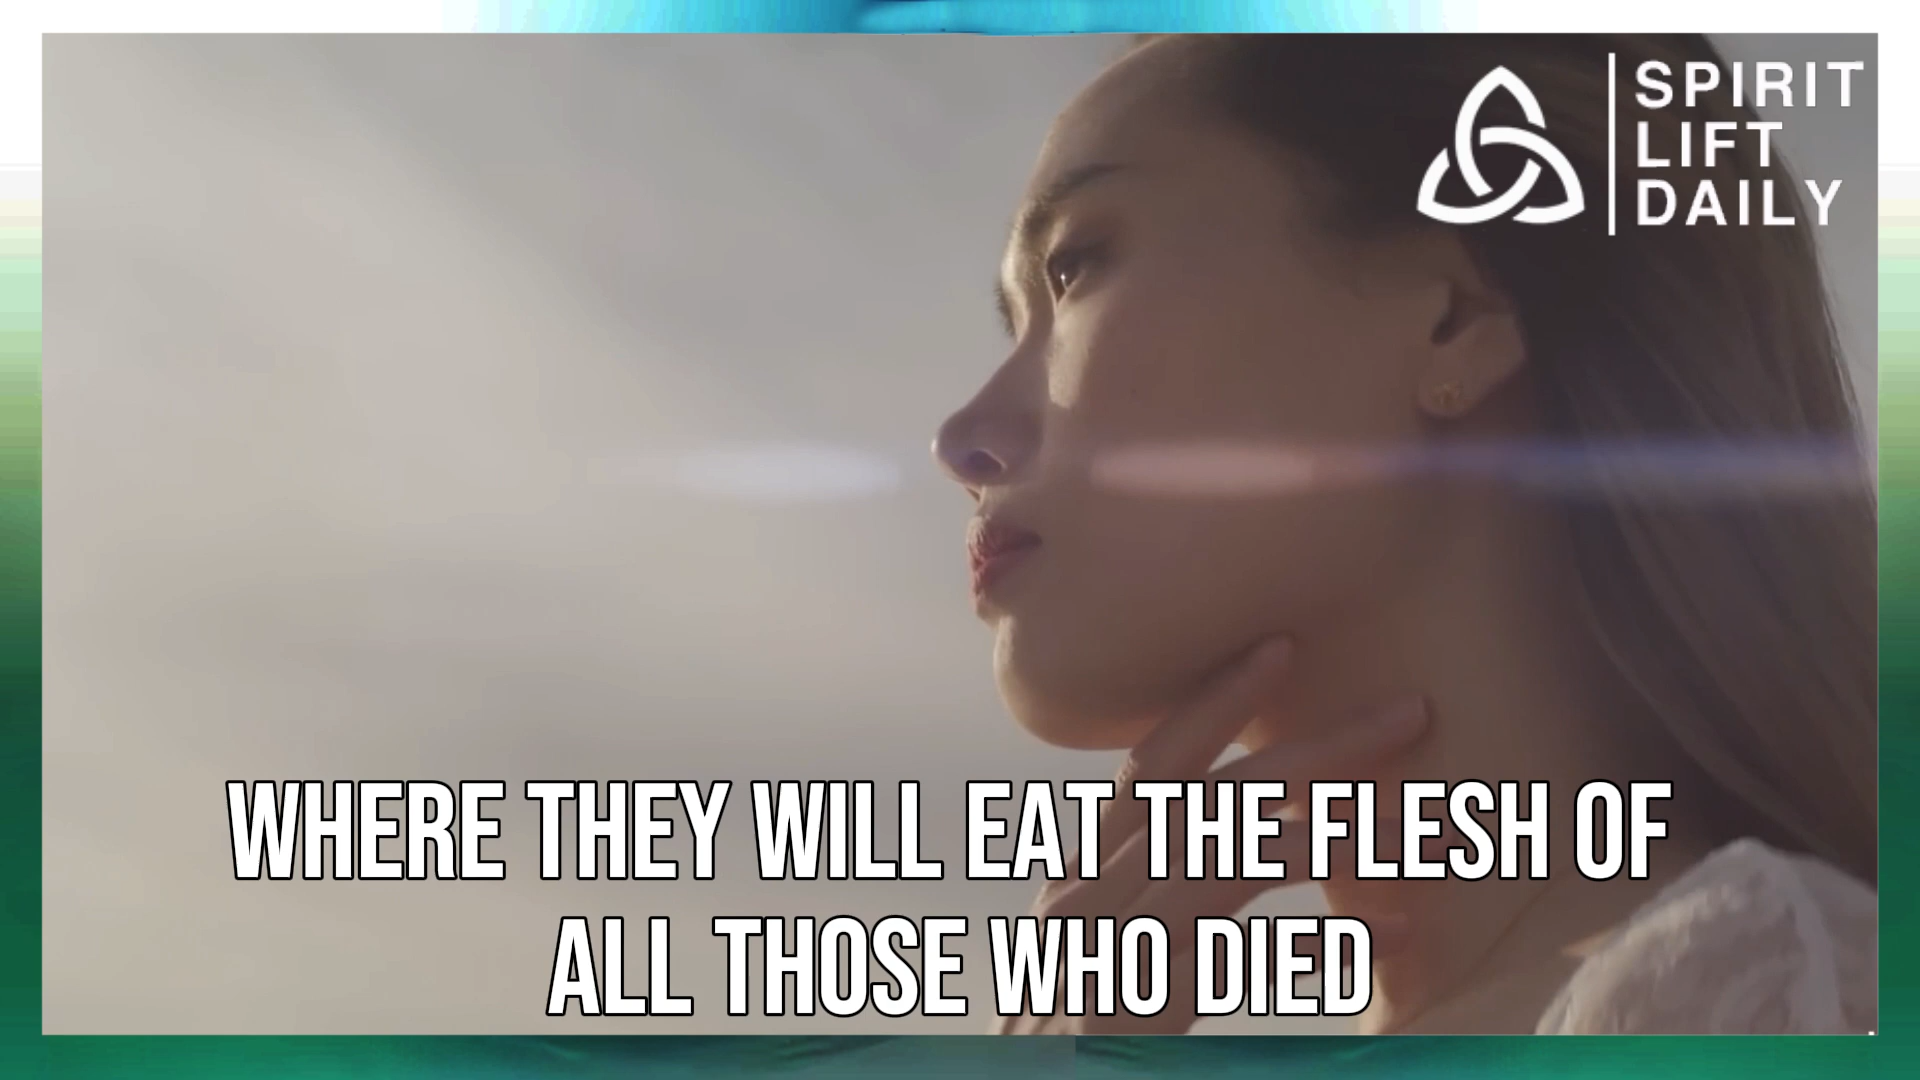 SPIRIT
LIFT
DAILY
WHERE THEY WILL EAT THE FLESH OF
ALL THOSE WHO DIED